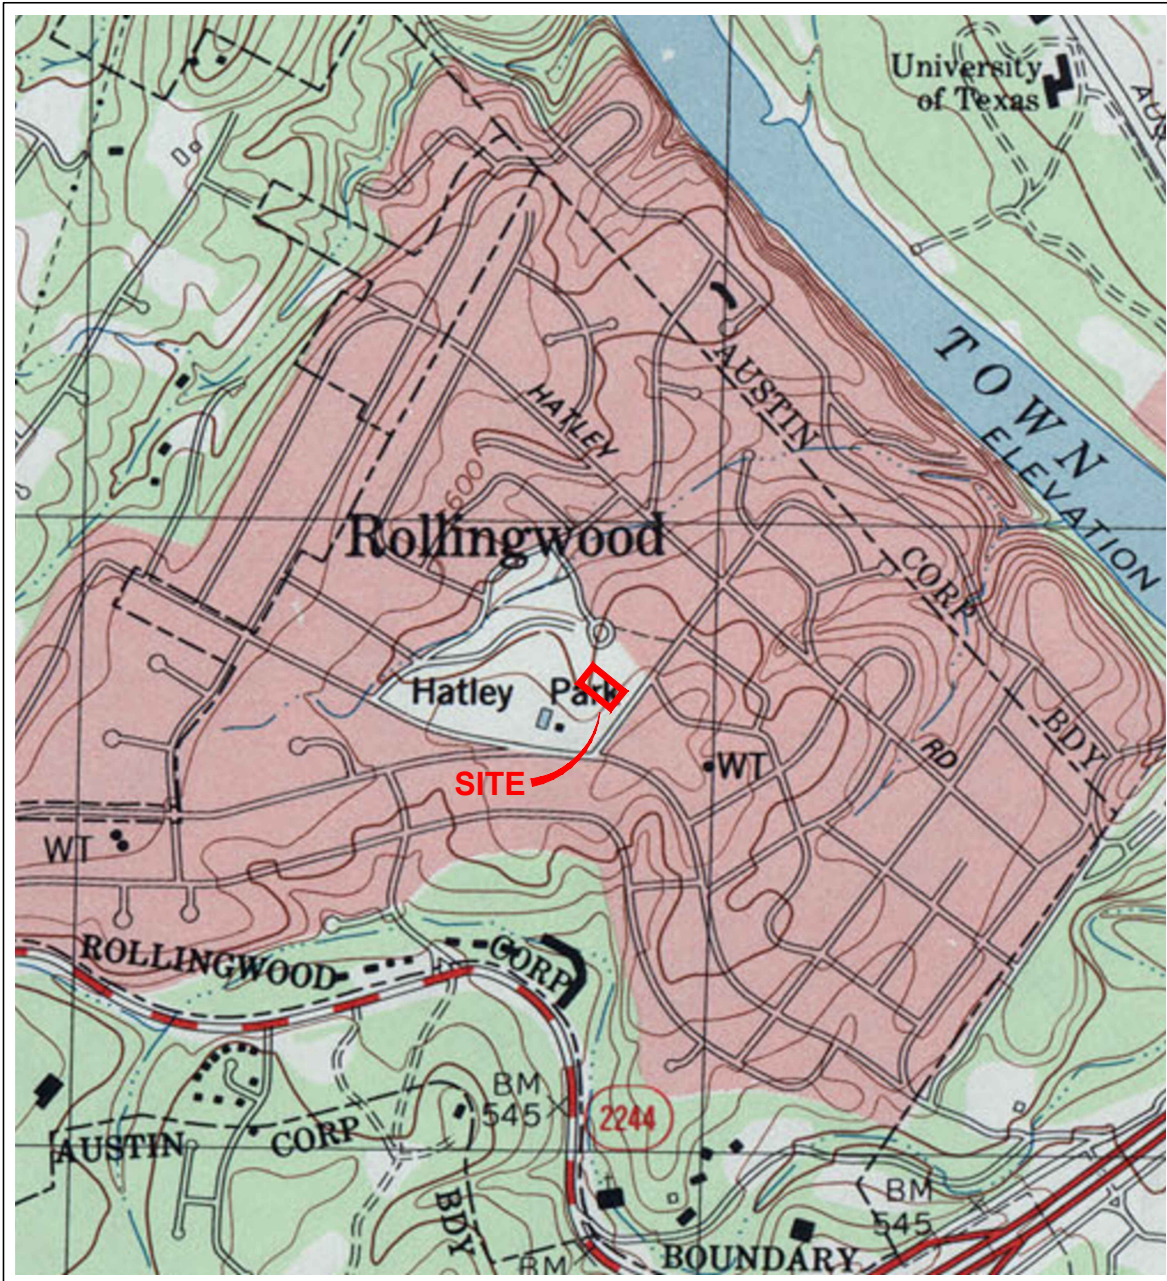 University
of Texas
AUS
TOWN
ELEVATION
HATLEY
AUSTIN
600
Rollingwood
CORP
Hatley Park
BDY
RD
SITE
WT
WT
ROLLINGWOOD
CORP
BM
545
2244
AUSTIN
CORP
BDY
BM
545
BM
BOUNDARY